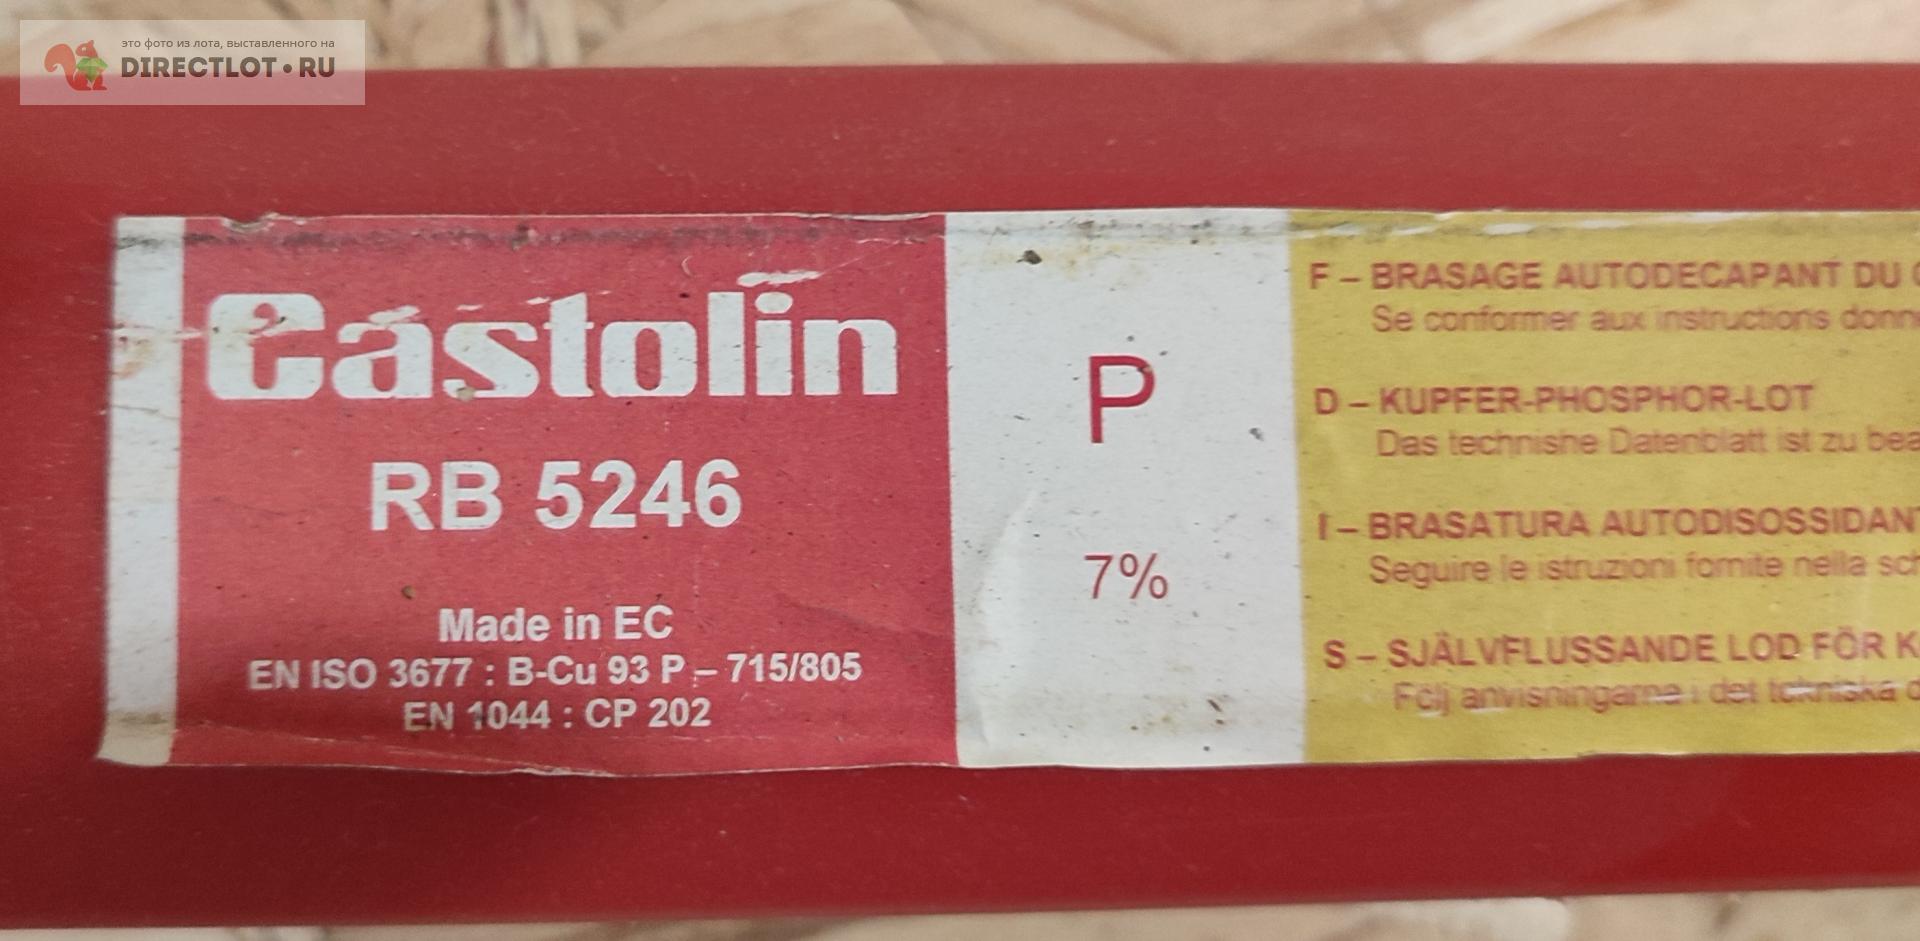 это фото из лота, выставленного на
DIRECTLOT•RU
Castolin
RB 5246
Made in EC
EN ISO 3677 : B-Cu 93 P – 715/805
EN 1044 : CP 202
P
7%
F – BRASAGE AUTODECAPANT DU
Se conformer aux instructions
D – KUPFER-PHOSPHOR-LOT
Das technishe Datenblatt ist zu
I – BRASATURA AUTODISOSSIDANT
Seguire le istruzioni fornite nella
S – SJÄLVFLUSSANDE LOD FÖR
Följ anvisningarne i det tekniska